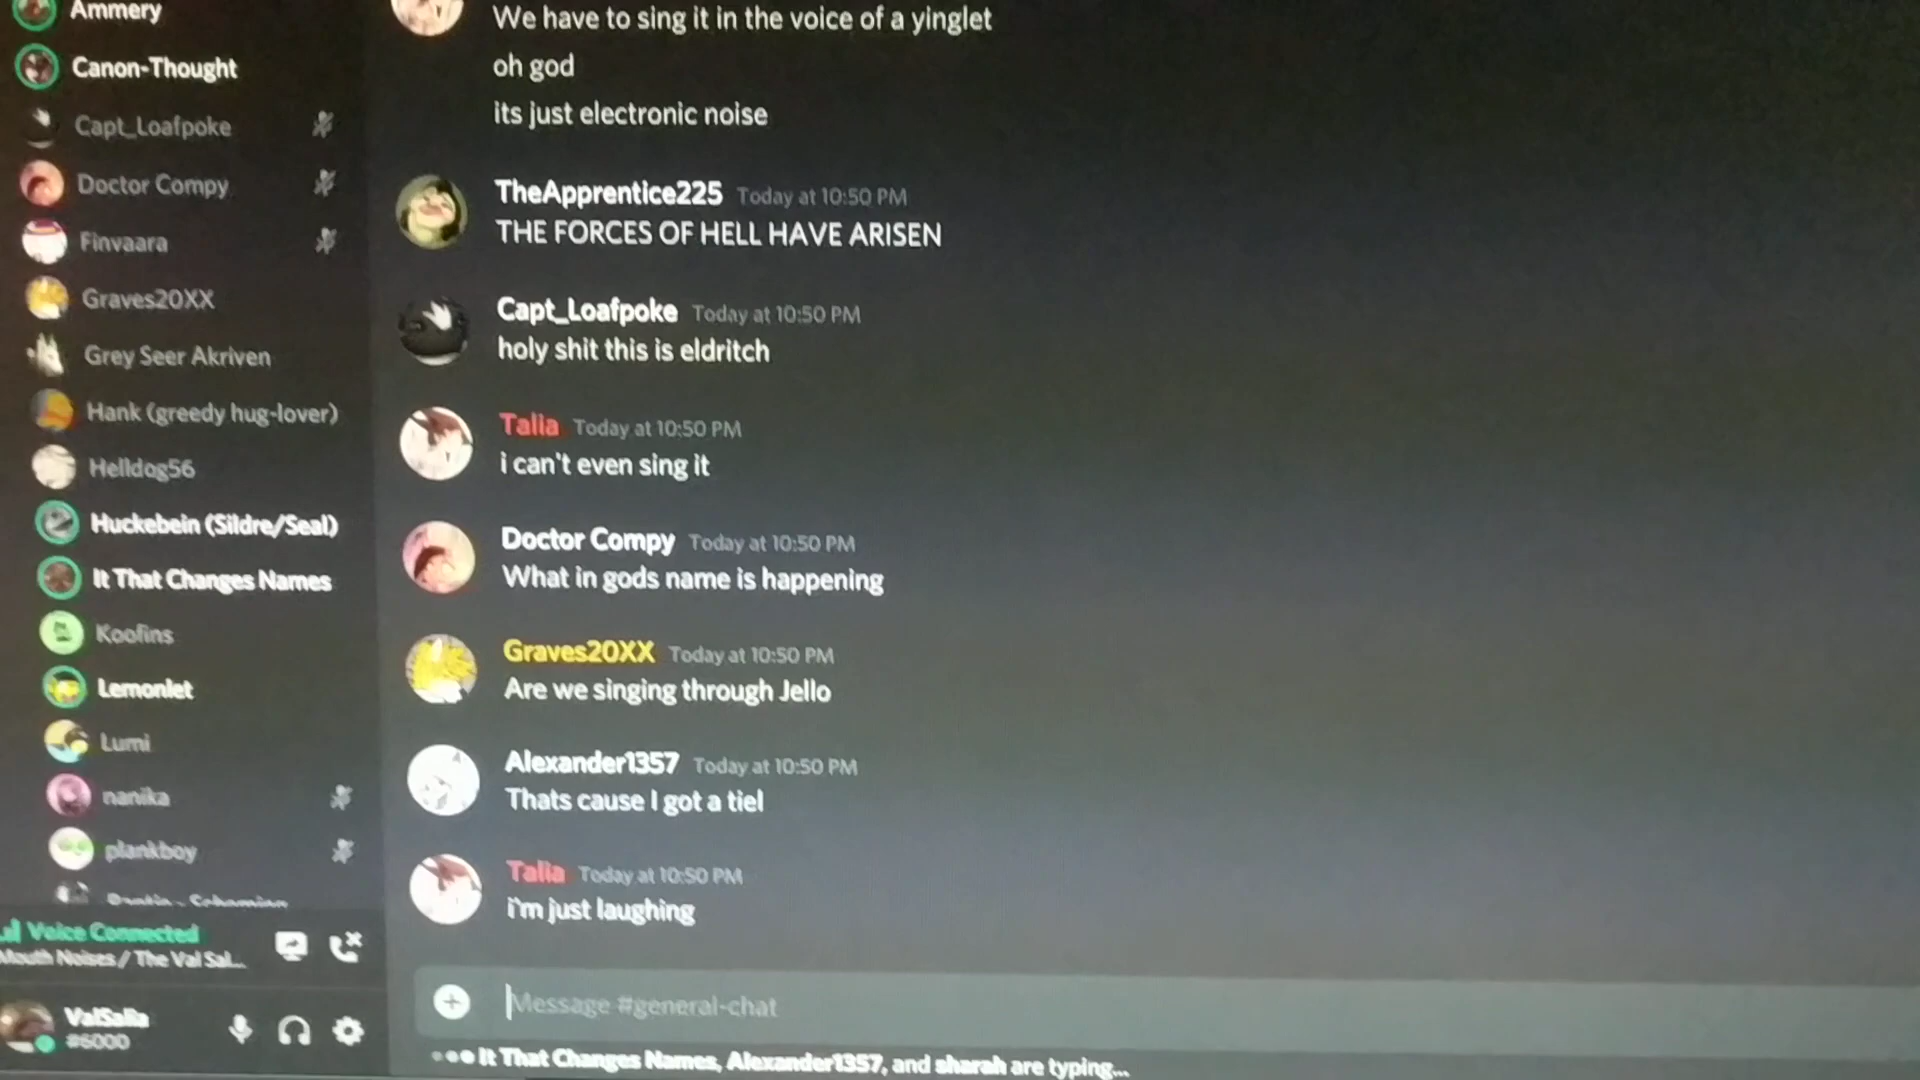 Ammery
Canon-Thought
Capt_Loafpoke
Doctor Compy
Finvaara
Graves20XX
Grey Seer Akriven
Hank (greedy hug-lover)
Helldog56
Huckebein (Sildre/Seal)
It That Changes Names
Koofins
Lemonlet
Lumi
nanika
plankboy
Voice Connected
Mouth Noises / The Val Sal...
ValSalia
#6000
We have to sing it in the voice of a yinglet
oh god
its just electronic noise
TheApprentice225 Today at 10:50 PM
THE FORCES OF HELL HAVE ARISEN
Capt_Loafpoke Today at 10:50 PM
holy shit this is eldritch
Talia Today at 10:50 PM
i can't even sing it
Doctor Compy Today at 10:50 PM
What in gods name is happening
Graves20XX Today at 10:50 PM
Are we singing through Jello
Alexander1357 Today at 10:50 PM
Thats cause I got a tiel
Talia Today at 10:50 PM
i'm just laughing
Message #general-chat
It That Changes Names, Alexander1357, and sharah are typing...